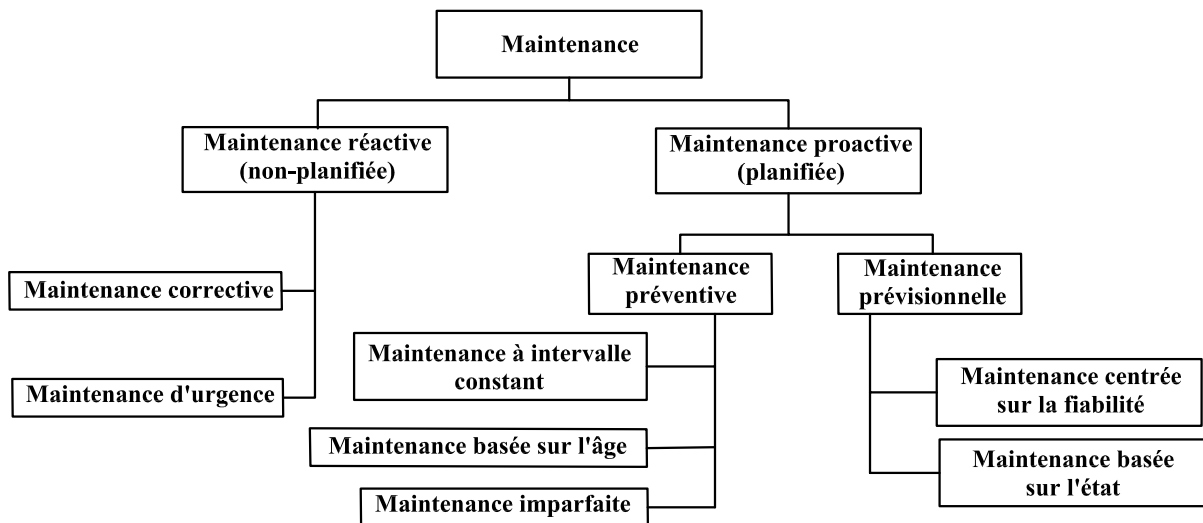 Maintenance
Maintenance réactive
(non-planifiée)
Maintenance proactive
(planifiée)
Maintenance corrective
Maintenance d'urgence
Maintenance
préventive
Maintenance
prévisionnelle
Maintenance à intervalle
constant
Maintenance basée sur l'âge
Maintenance imparfaite
Maintenance centrée
sur la fiabilité
Maintenance basée
sur l'état